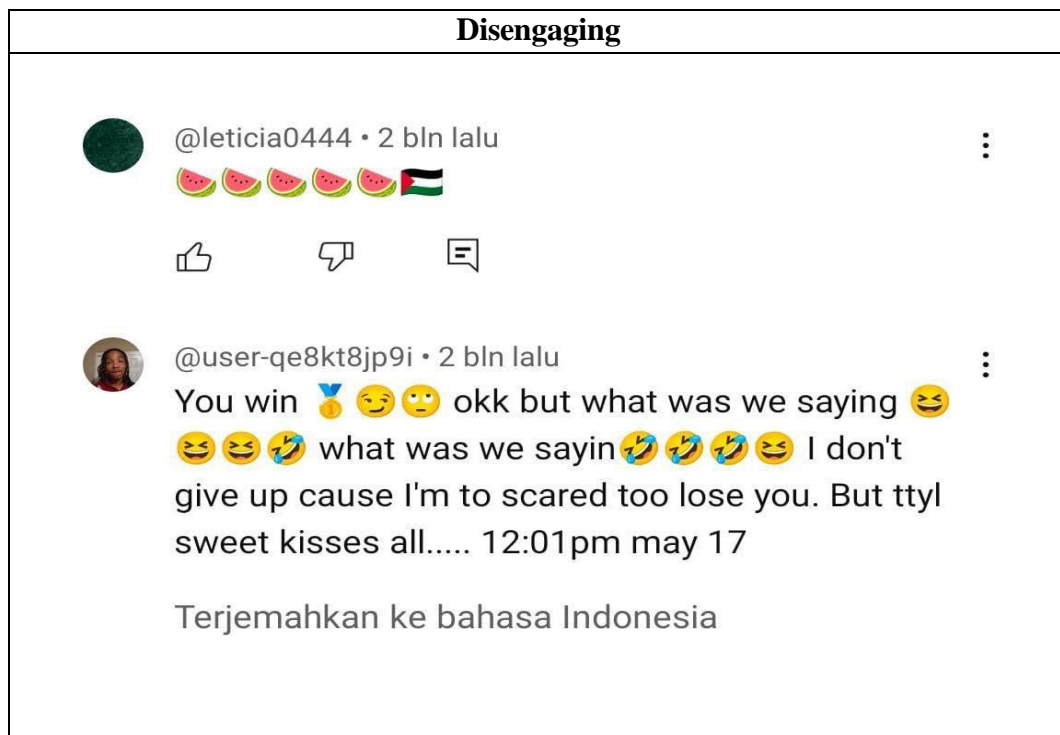 Disengaging
@leticia0444 • 2 bln lalu
🍉🍉🍉🍉🍉🇵🇸
@user-qe8kt8jp9i • 2 bln lalu
You win 🥇😏🙄 okk but what was we saying 😆
😆😆🤣 what was we sayin🤣🤣🤣😆 I don't
give up cause I'm to scared too lose you. But ttyl
sweet kisses all..... 12:01pm may 17
Terjemahkan ke bahasa Indonesia